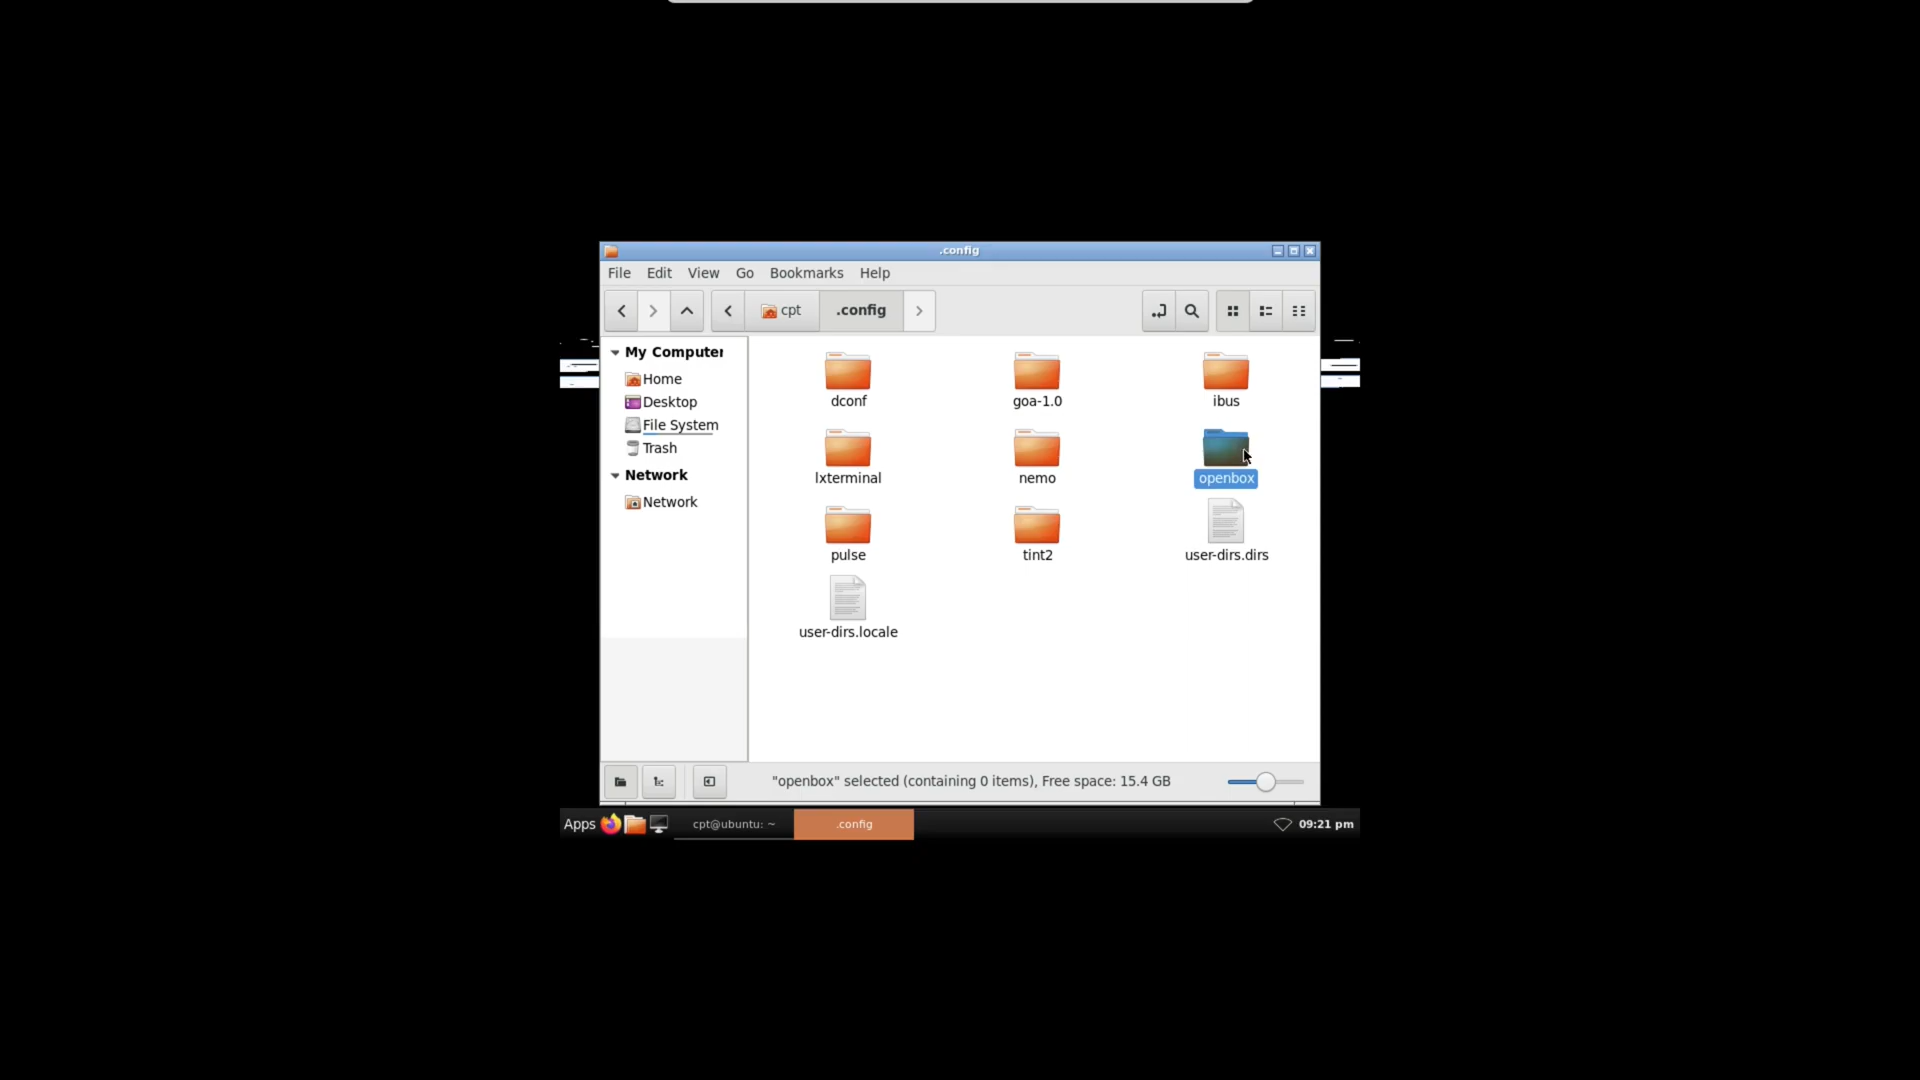 .config
File Edit View Go Bookmarks Help
cpt .config
My Computer
Home
Desktop
File System
Trash
Network
Network
dconf goa-1.0 ibus
lxterminal nemo openbox
pulse tint2 user-dirs.dirs
user-dirs.locale
"openbox" selected (containing 0 items), Free space: 15.4 GB
Apps cpt@ubuntu: ~ .config 09:21 pm